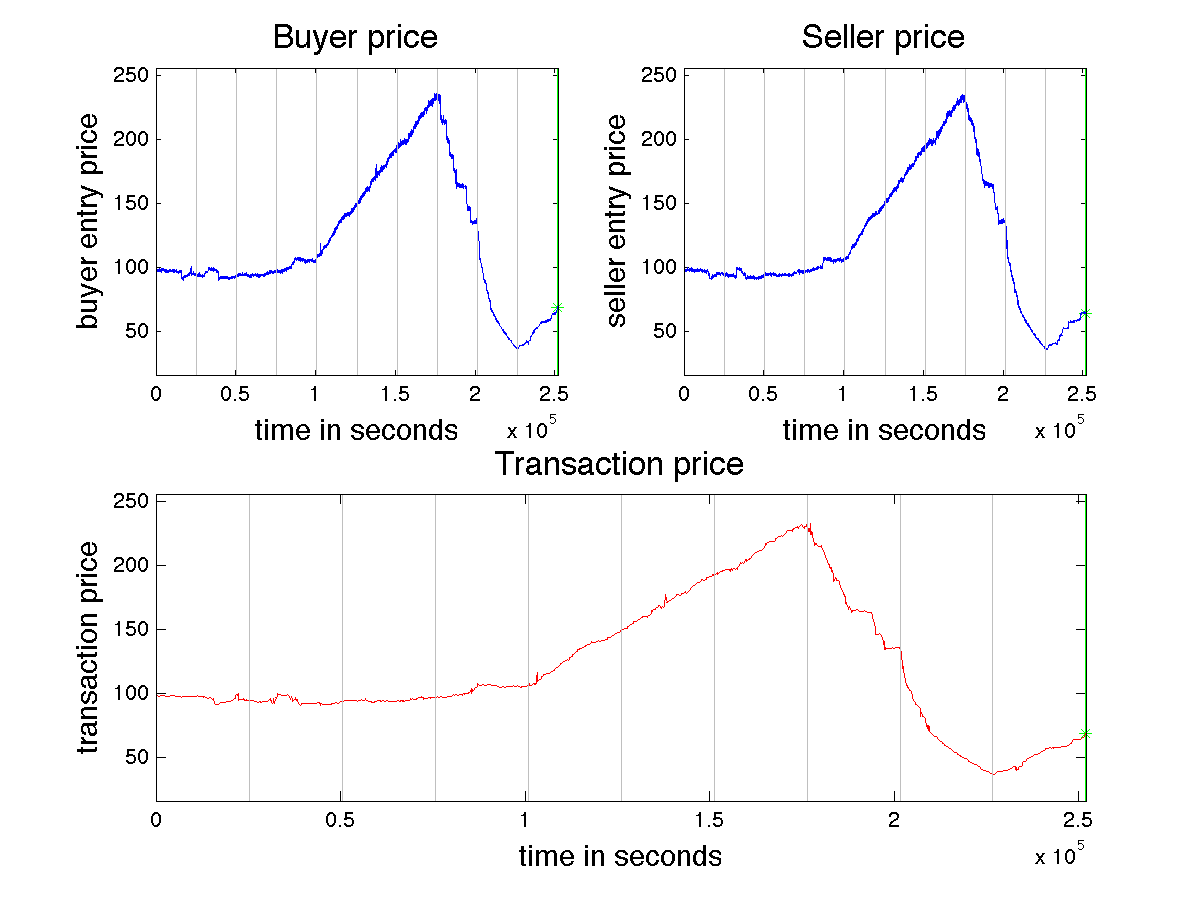 Buyer price
250
200
150
100
50
buyer entry price
0 0.5 1 1.5 2 2.5
x 10^5
time in seconds
Seller price
250
200
150
100
50
seller entry price
0 0.5 1 1.5 2 2.5
x 10^5
time in seconds
Transaction price
250
200
150
100
50
transaction price
0 0.5 1 1.5 2 2.5
x 10^5
time in seconds